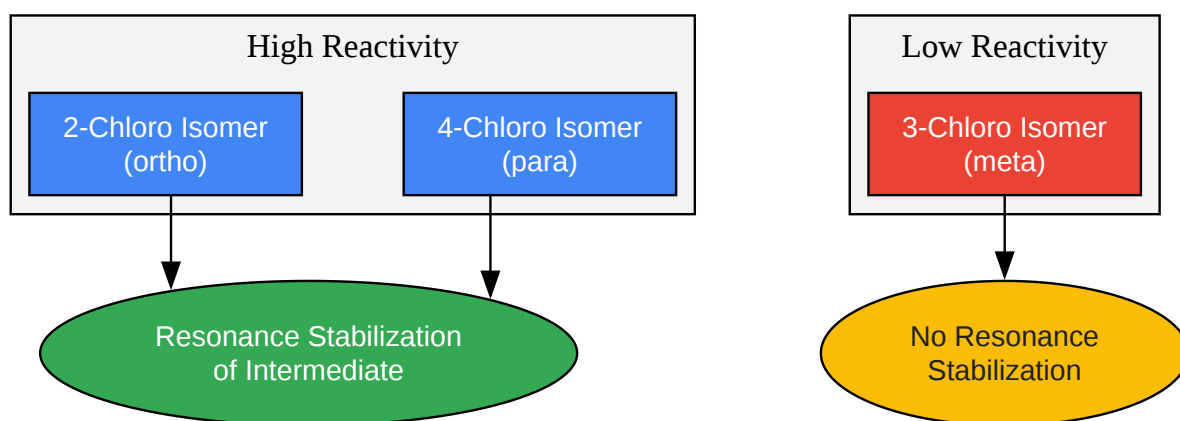 High Reactivity
2-Chloro Isomer
(ortho)
4-Chloro Isomer
(para)
Resonance Stabilization
of Intermediate
Low Reactivity
3-Chloro Isomer
(meta)
No Resonance
Stabilization